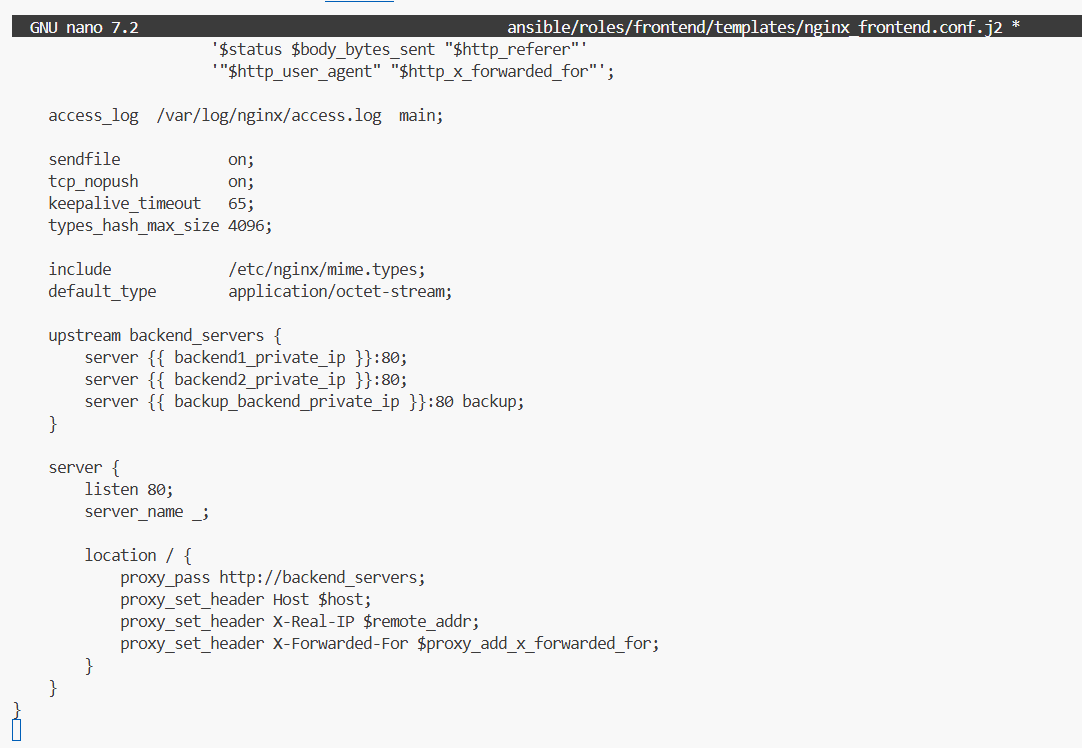 GNU nano 7.2 ansible/roles/frontend/templates/nginx_frontend.conf.j2 *
'$status $body_bytes_sent "$http_referer"'
'"$http_user_agent" "$http_x_forwarded_for"';
access_log  /var/log/nginx/access.log  main;
sendfile            on;
tcp_nopush          on;
keepalive_timeout   65;
types_hash_max_size 4096;
include             /etc/nginx/mime.types;
default_type        application/octet-stream;
upstream backend_servers {
server {{ backend1_private_ip }}:80;
server {{ backend2_private_ip }}:80;
server {{ backup_backend_private_ip }}:80 backup;
}
server {
listen 80;
server_name _;
location / {
proxy_pass http://backend_servers;
proxy_set_header Host $host;
proxy_set_header X-Real-IP $remote_addr;
proxy_set_header X-Forwarded-For $proxy_add_x_forwarded_for;
}
}
}